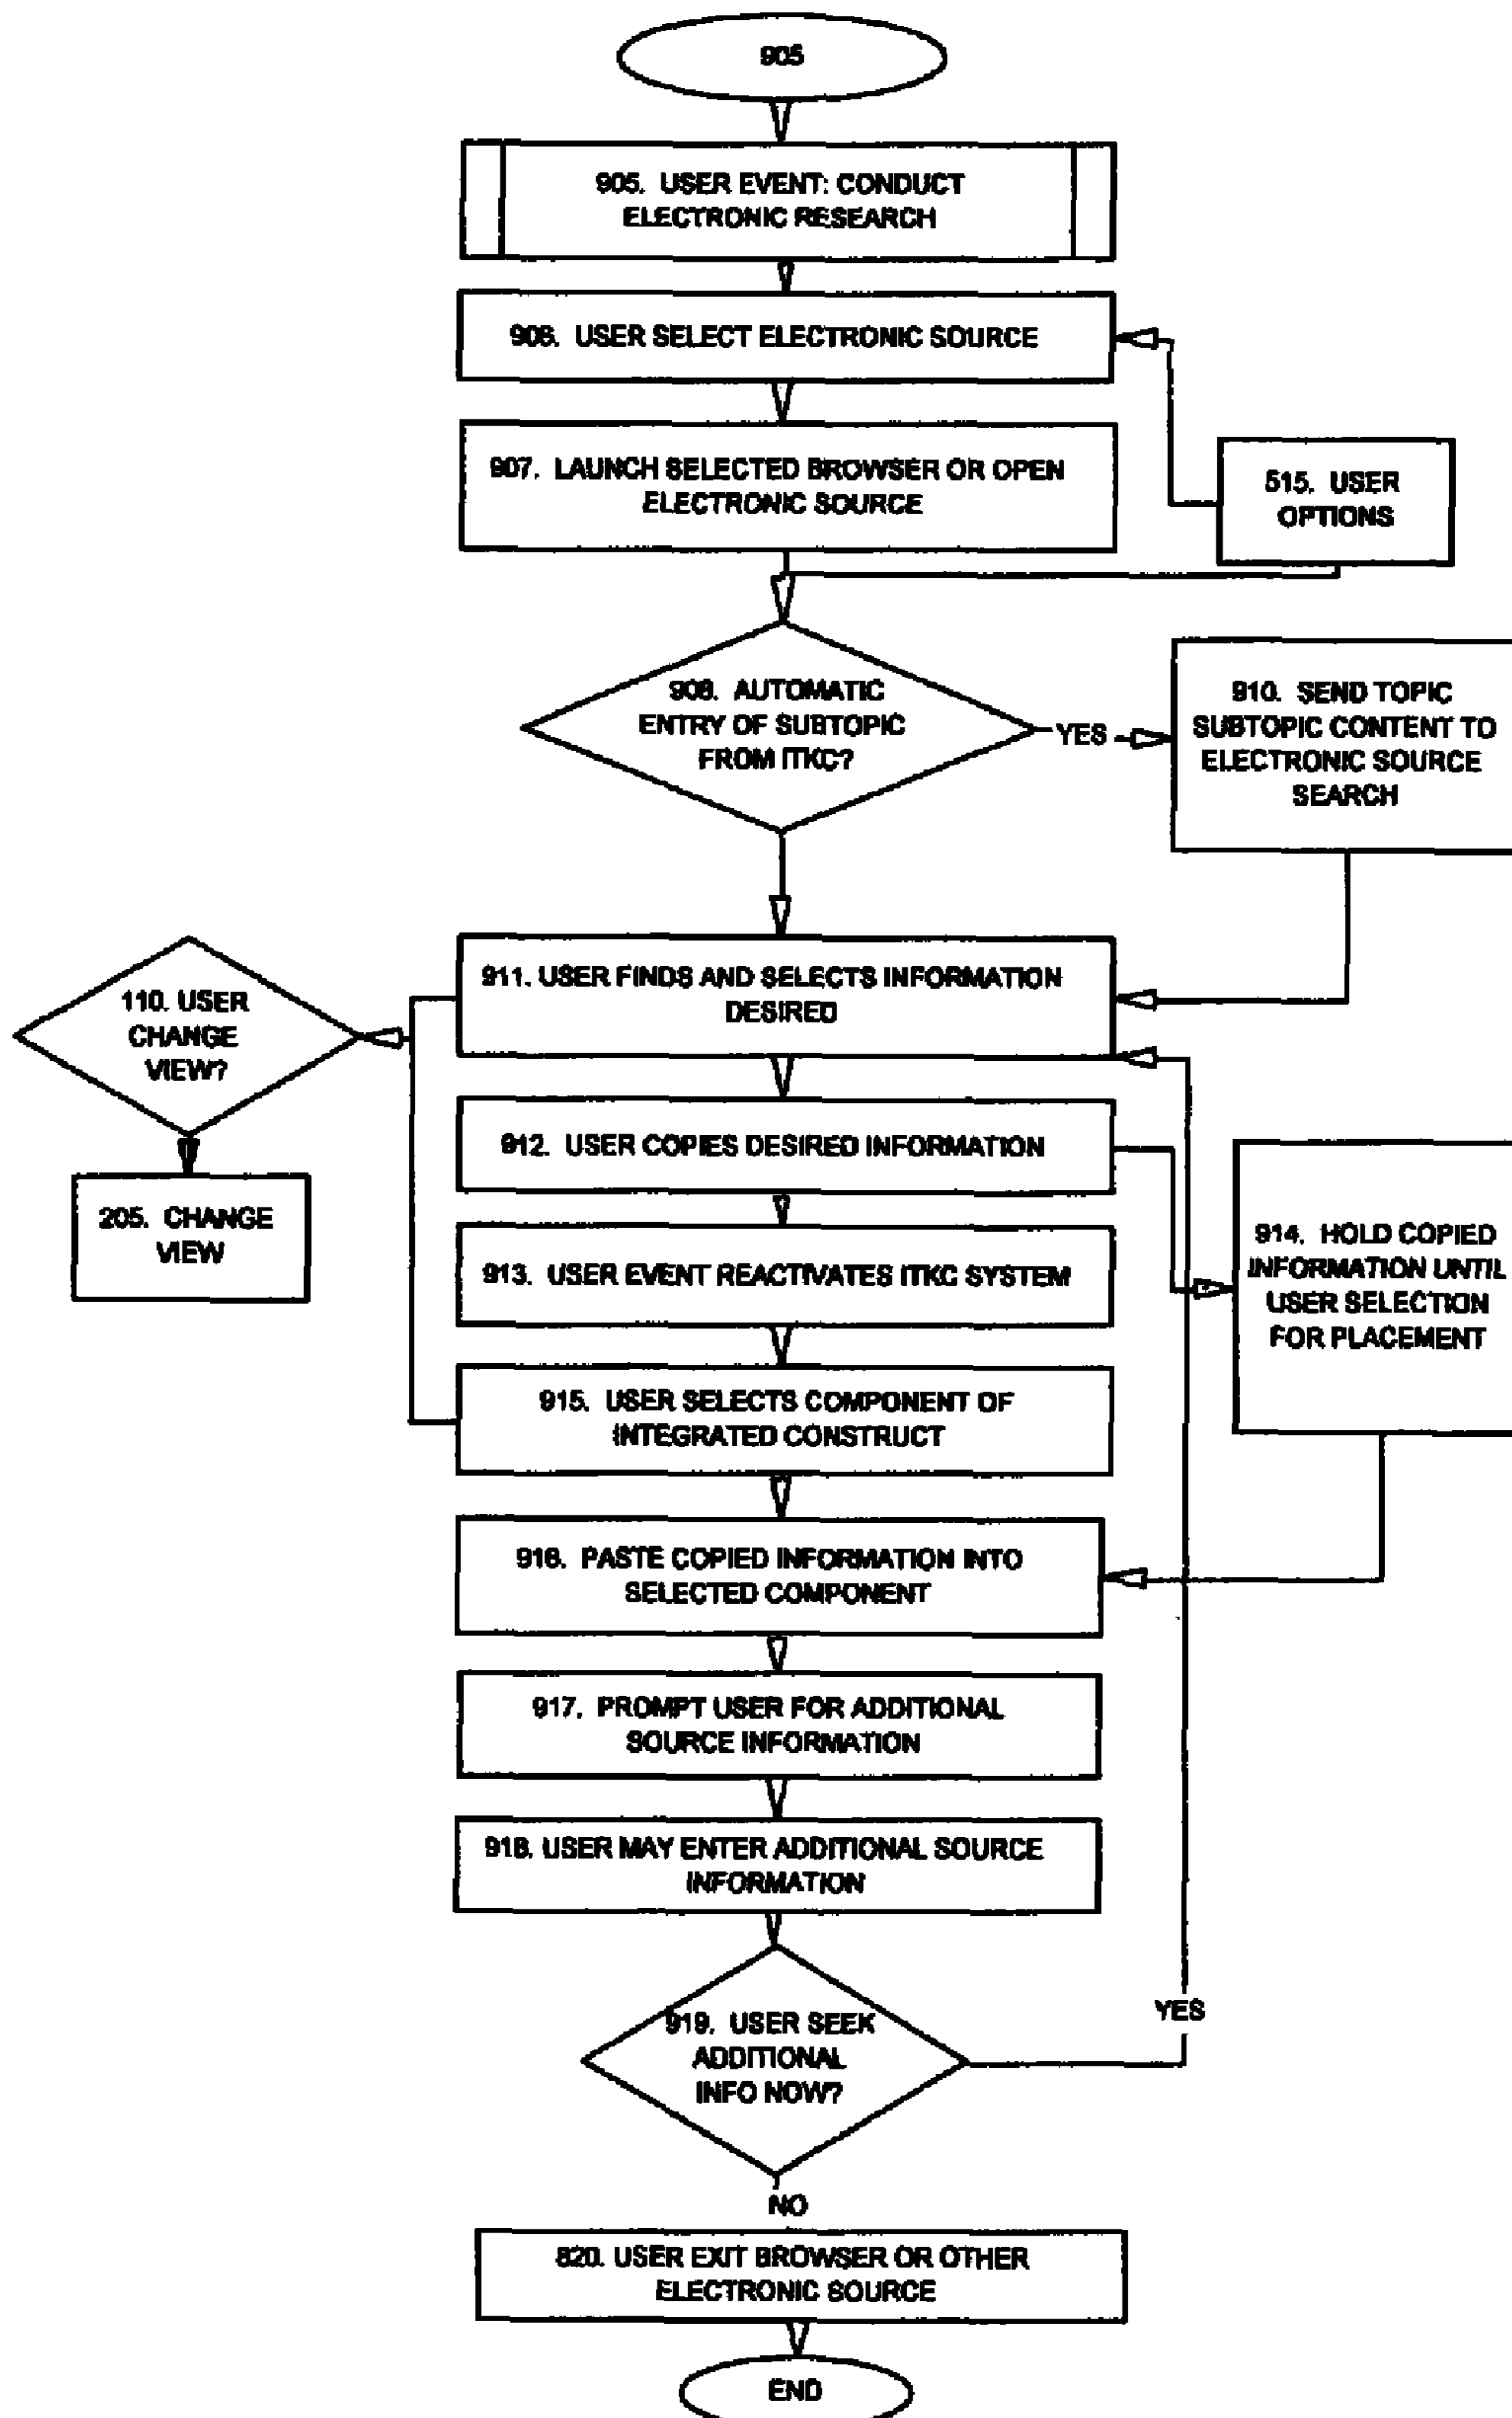 905
905. USER EVENT: CONDUCT
ELECTRONIC RESEARCH
906. USER SELECT ELECTRONIC SOURCE
907. LAUNCH SELECTED BROWSER OR OPEN
ELECTRONIC SOURCE
515. USER
OPTIONS
909. AUTOMATIC
ENTRY OF SUBTOPIC
FROM ITKC?
YES
910. SEND TOPIC
SUBTOPIC CONTENT TO
ELECTRONIC SOURCE
SEARCH
911. USER FINDS AND SELECTS INFORMATION
DESIRED
110. USER
CHANGE
VIEW?
205. CHANGE
VIEW
912. USER COPIES DESIRED INFORMATION
913. USER EVENT REACTIVATES ITKC SYSTEM
914. HOLD COPIED
INFORMATION UNTIL
USER SELECTION
FOR PLACEMENT
915. USER SELECTS COMPONENT OF
INTEGRATED CONSTRUCT
916. PASTE COPIED INFORMATION INTO
SELECTED COMPONENT
917. PROMPT USER FOR ADDITIONAL
SOURCE INFORMATION
918. USER MAY ENTER ADDITIONAL SOURCE
INFORMATION
919. USER SEEK
ADDITIONAL
INFO NOW?
YES
NO
820. USER EXIT BROWSER OR OTHER
ELECTRONIC SOURCE
END